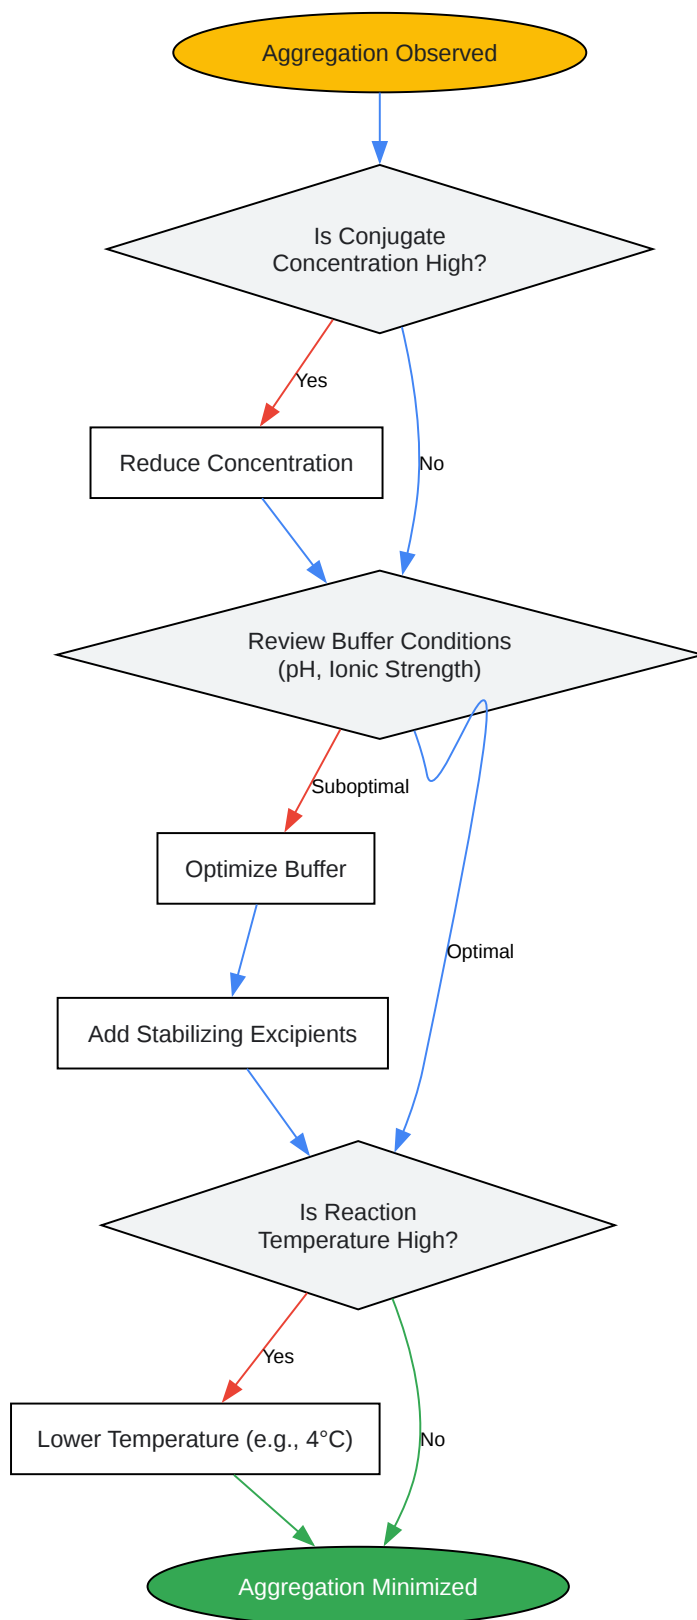 Aggregation Observed
Is Conjugate
Concentration High?
Yes
Reduce Concentration
No
Review Buffer Conditions
(pH, Ionic Strength)
Suboptimal
Optimize Buffer
Optimal
Add Stabilizing Excipients
Is Reaction
Temperature High?
Yes
Lower Temperature (e.g., 4°C)
No
Aggregation Minimized